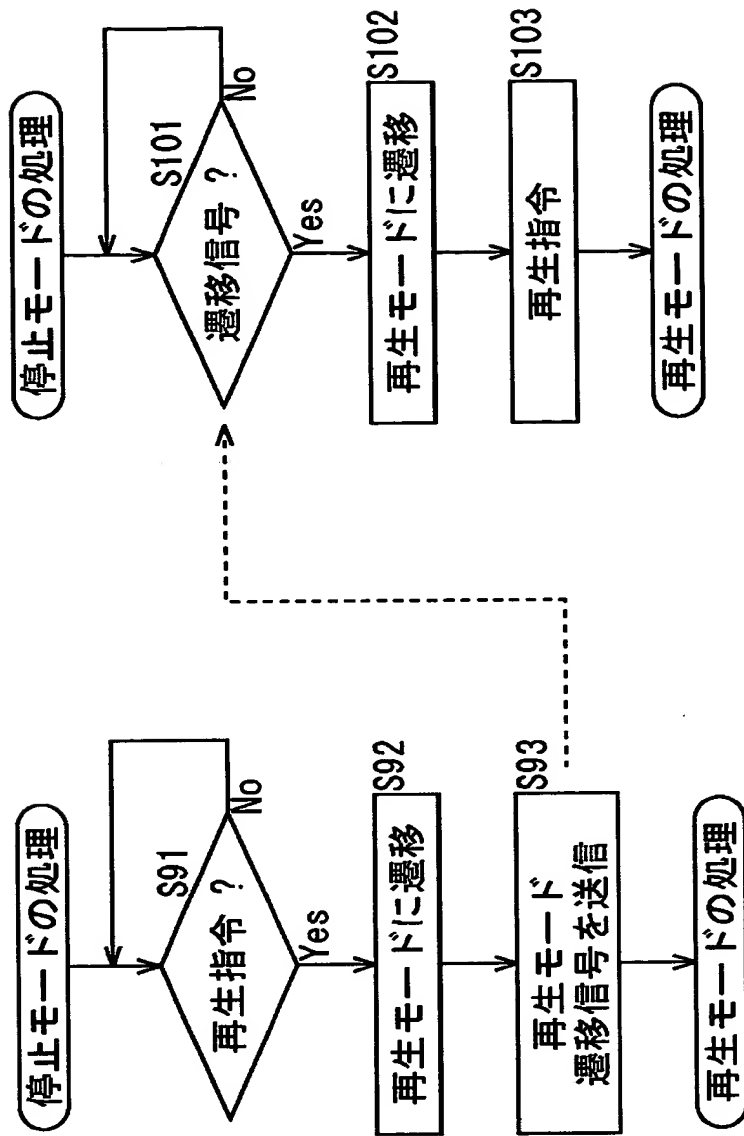 停止モードの処理
S91
再生指令 ?
No
Yes
S92
再生モードに遷移
S93
再生モード
遷移信号を送信
再生モードの処理
停止モードの処理
S101
遷移信号 ?
No
Yes
S102
再生モードに遷移
S103
再生指令
再生モードの処理